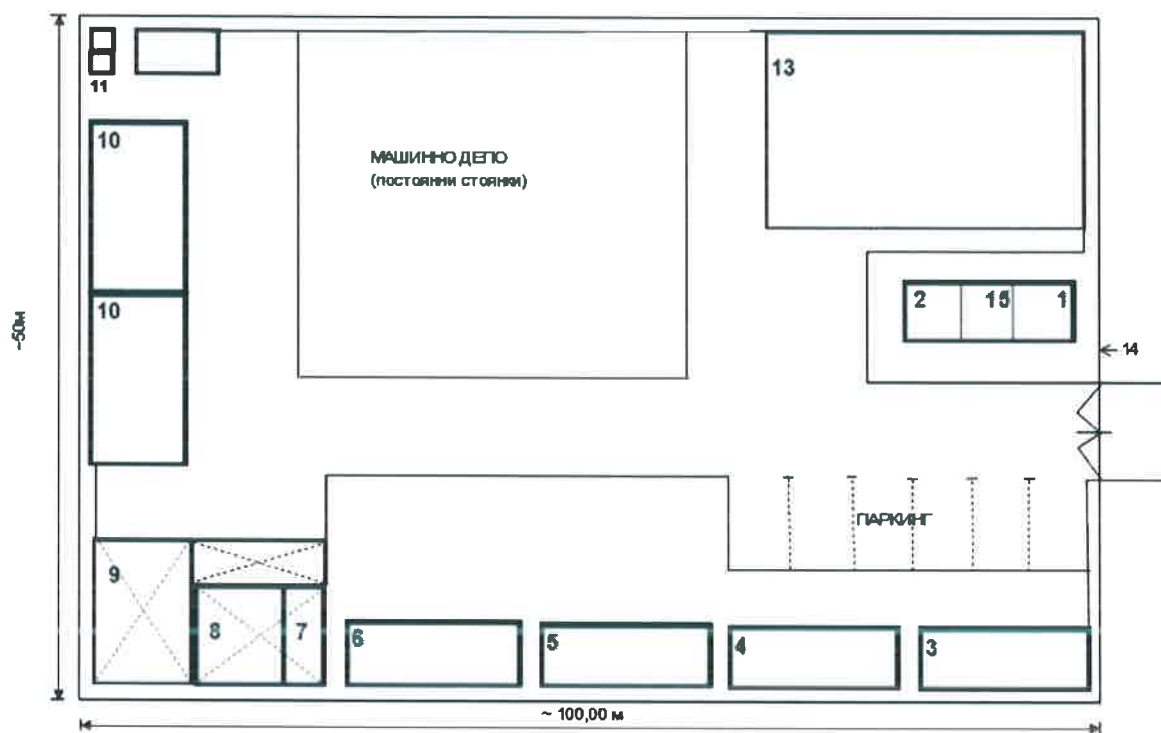 11
13
10
МАШИННО ДЕПО
(постоянни стоянки)
2 15 1
10
~50м
14
ПАРКИНГ
9
8 7
6 5 4 3
~ 100,00 м